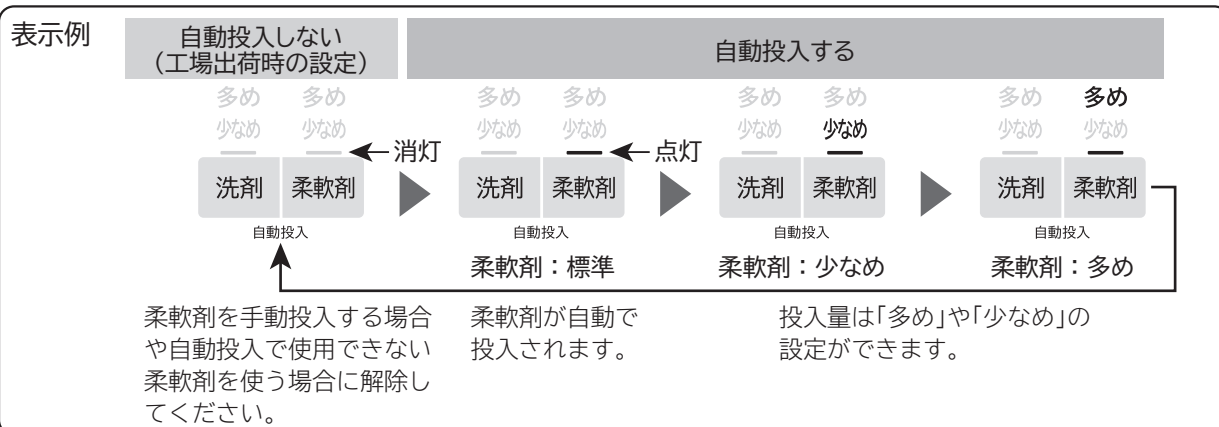 表示例
自動投入しない
（工場出荷時の設定）
自動投入する
多め 多め
少なめ 少なめ
消灯
洗剤 柔軟剤
自動投入
多め 多め
少なめ 少なめ
点灯
洗剤 柔軟剤
自動投入
柔軟剤：標準
多め 多め
少なめ 少なめ
洗剤 柔軟剤
自動投入
柔軟剤：少なめ
多め 多め
少なめ 少なめ
洗剤 柔軟剤
自動投入
柔軟剤：多め
柔軟剤を手動投入する場合
や自動投入で使用できない
柔軟剤を使う場合に解除し
てください。
柔軟剤が自動で
投入されます。
投入量は「多め」や「少なめ」の
設定ができます。